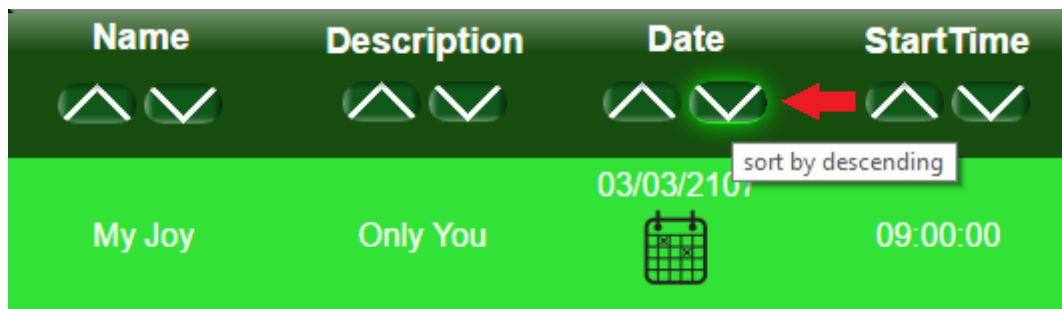 Name Description Date StartTime
sort by descending
03/03/2107
My Joy Only You 09:00:00